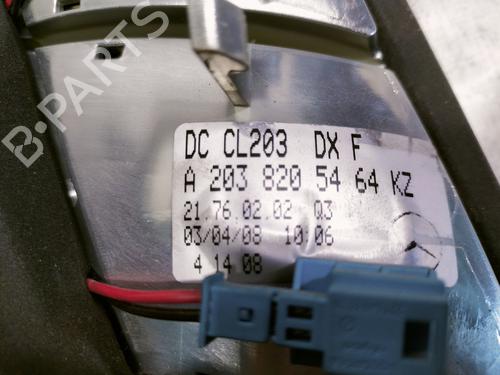 B-PARTS
DC CL203 DX F
A 203 820 54 64 KZ
21.76.02.02 Q3
03/04/08 10:06
4 14 08